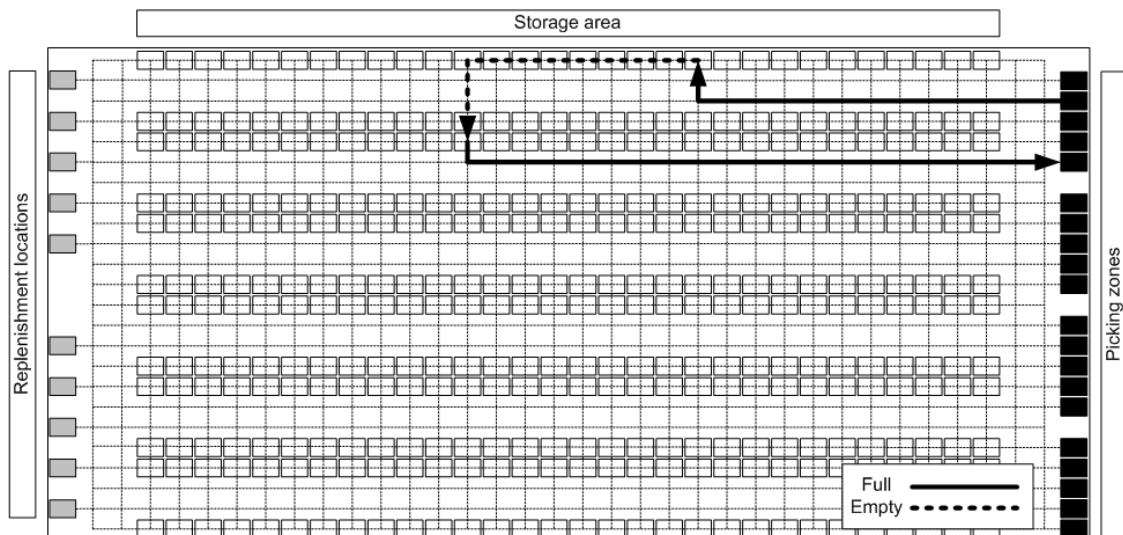 Storage area
Replenishment locations
Picking zones
Full
Empty